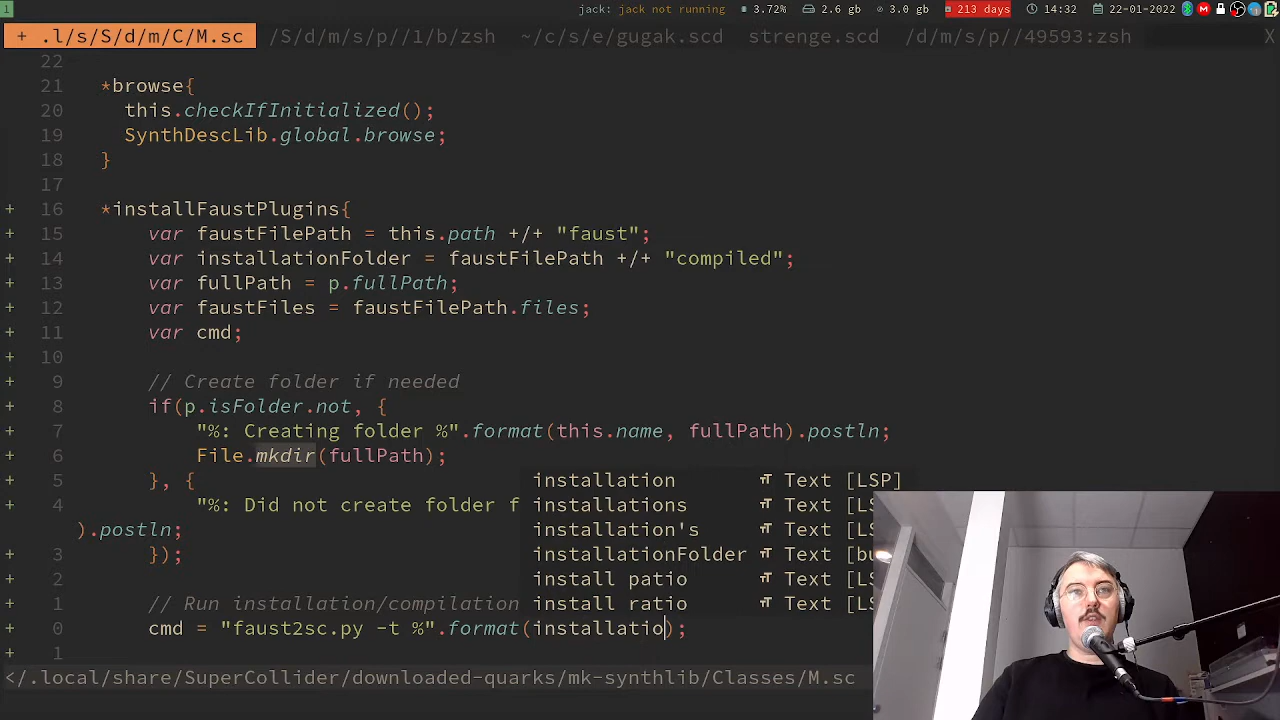 1 jack: jack not running 3.72% 2.6 gb 3.0 gb 213 days 14:32 22-01-2022
+ .l/s/S/d/m/C/M.sc /S/d/m/s/p//1/b/zsh ~/c/s/e/gugak.scd strenge.scd /d/m/s/p//49593:zsh X
22
21 *browse{
20 this.checkIfInitialized();
19 SynthDescLib.global.browse;
18 }
17
+ 16 *installFaustPlugins{
+ 15 var faustFilePath = this.path +/+ "faust";
+ 14 var installationFolder = faustFilePath +/+ "compiled";
+ 13 var fullPath = p.fullPath;
+ 12 var faustFiles = faustFilePath.files;
+ 11 var cmd;
+ 10
+ 9 // Create folder if needed
+ 8 if(p.isFolder.not, {
+ 7 "%: Creating folder %".format(this.name, fullPath).postln;
+ 6 File.mkdir(fullPath);
+ 5 }, {
+ 4 "%: Did not create folder f
).postln;
+ 3 });
+ 2
+ 1 // Run installation/compilation
+ 0 cmd = "faust2sc.py -t %".format(installatio);
+ 1
installation Text [LSP]
installations Text [LS
installation's Text [LS
installationFolder Text [bu
install patio Text [LS
install ratio Text [LS
</.local/share/SuperCollider/downloaded-quarks/mk-synthlib/Classes/M.sc